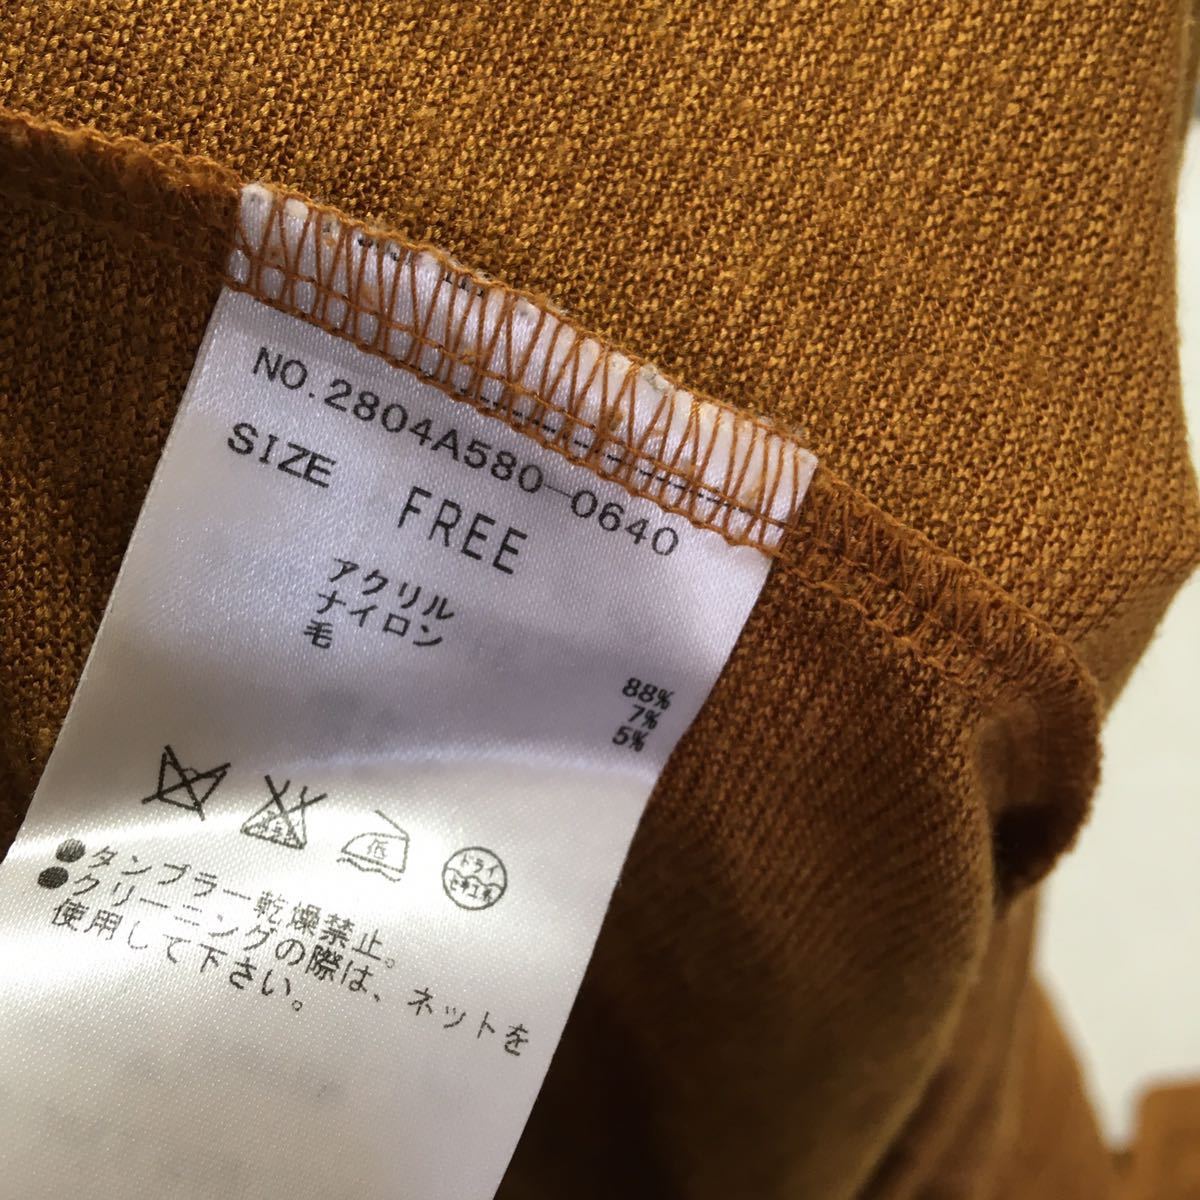 NO.2804A580-0640
SIZE FREE
アクリル 88%
ナイロン 7%
毛 5%
低
ドライ
●タンブラー乾燥禁止。
●クリーニングの際は、ネットを
使用して下さい。